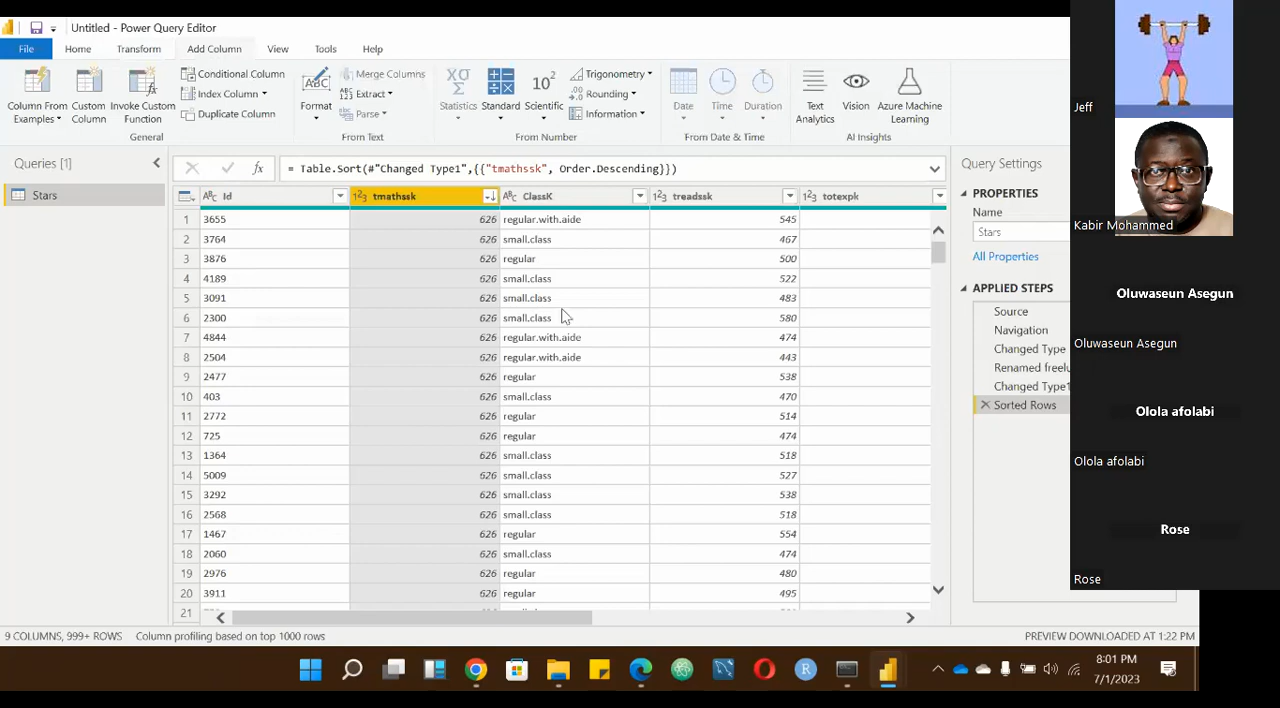 Untitled - Power Query Editor
File Home Transform Add Column View Tools Help
Column From Examples
Custom Column
Invoke Custom Function
Conditional Column
Index Column
Duplicate Column
General
Format
Merge Columns
Extract
Parse
From Text
Statistics
Standard
Scientific
Trigonometry
Rounding
Information
From Number
Date
Time
Duration
From Date & Time
Text Analytics
Vision
Azure Machine Learning
AI Insights
Queries [1]
Stars
= Table.Sort(#"Changed Type1",{{"tmathssk", Order.Descending}})
Id tmathssk ClassK treadssk totexpk
1 3655 626 regular.with.aide 545
2 3764 626 small.class 467
3 3876 626 regular 500
4 4189 626 small.class 522
5 3091 626 small.class 483
6 2300 626 small.class 580
7 4844 626 regular.with.aide 474
8 2504 626 regular.with.aide 443
9 2477 626 regular 538
10 403 626 small.class 470
11 2772 626 regular 514
12 725 626 regular 474
13 1364 626 small.class 518
14 5009 626 small.class 527
15 3292 626 small.class 538
16 2568 626 small.class 518
17 1467 626 regular 554
18 2060 626 small.class 474
19 2976 626 regular 480
20 3911 626 regular 495
21
Query Settings
PROPERTIES
Name
Stars
All Properties
APPLIED STEPS
Source
Navigation
Changed Type
Renamed
Changed Type1
Sorted Rows
Jeff
Kabir Mohammed
Oluwaseun Asegun
Oluwaseun Asegun
Olola afolabi
Olola afolabi
Rose
Rose
9 COLUMNS, 999+ ROWS Column profiling based on top 1000 rows
PREVIEW DOWNLOADED AT 1:22 PM
8:01 PM
7/1/2023